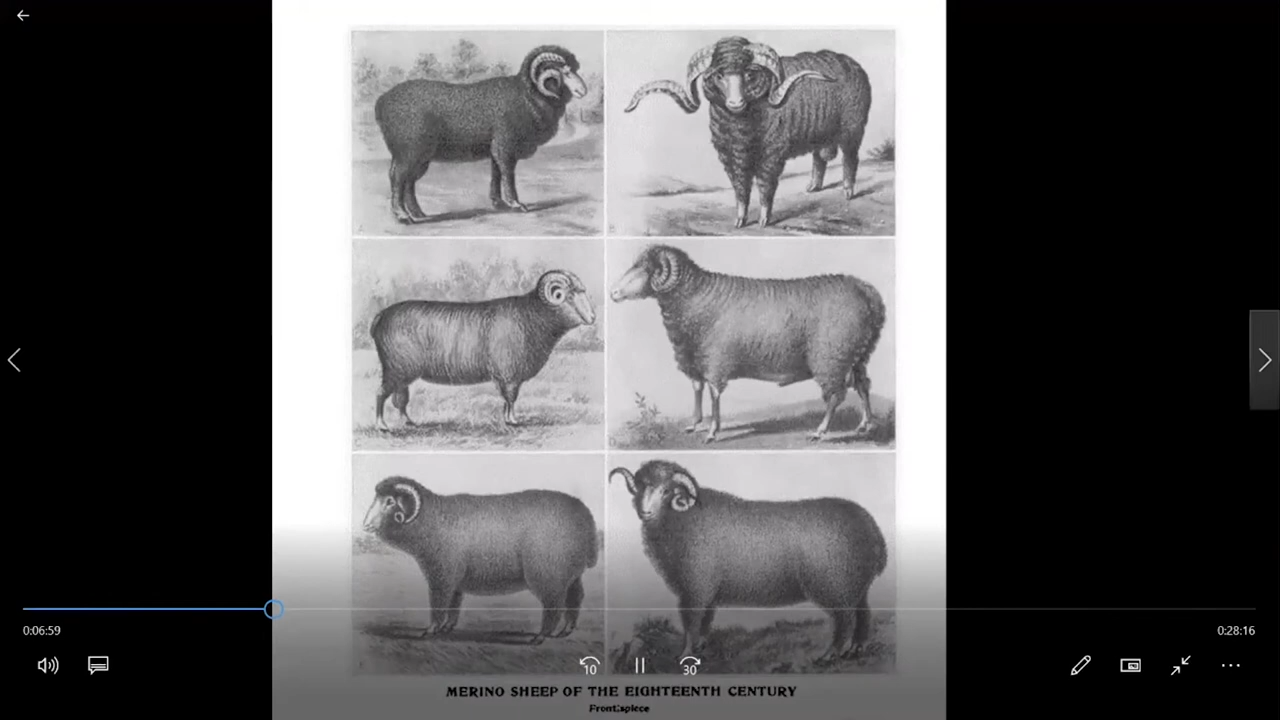 MERINO SHEEP OF THE EIGHTEENTH CENTURY
Frontispiece
0:06:59
0:28:16
10
30